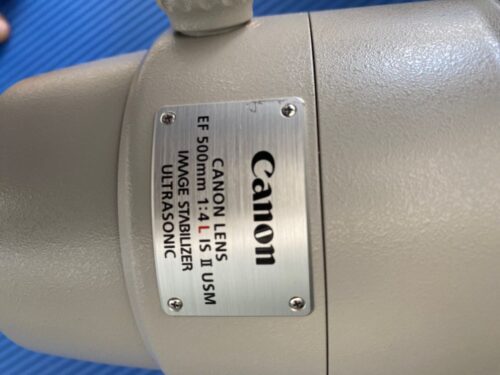 Canon
CANON LENS
EF 500mm 1:4 L IS II USM
IMAGE STABILIZER
ULTRASONIC